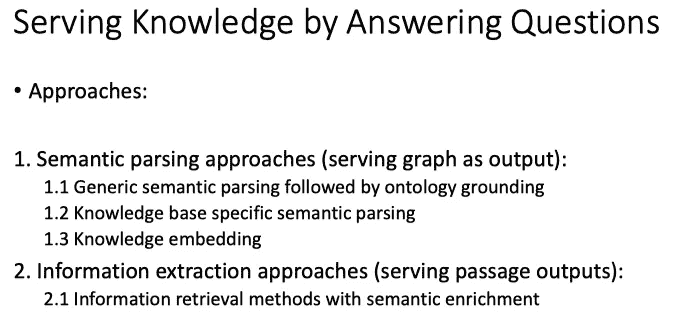 Serving Knowledge by Answering Questions
• Approaches:
1. Semantic parsing approaches (serving graph as output):
1.1 Generic semantic parsing followed by ontology grounding
1.2 Knowledge base specific semantic parsing
1.3 Knowledge embedding
2. Information extraction approaches (serving passage outputs):
2.1 Information retrieval methods with semantic enrichment